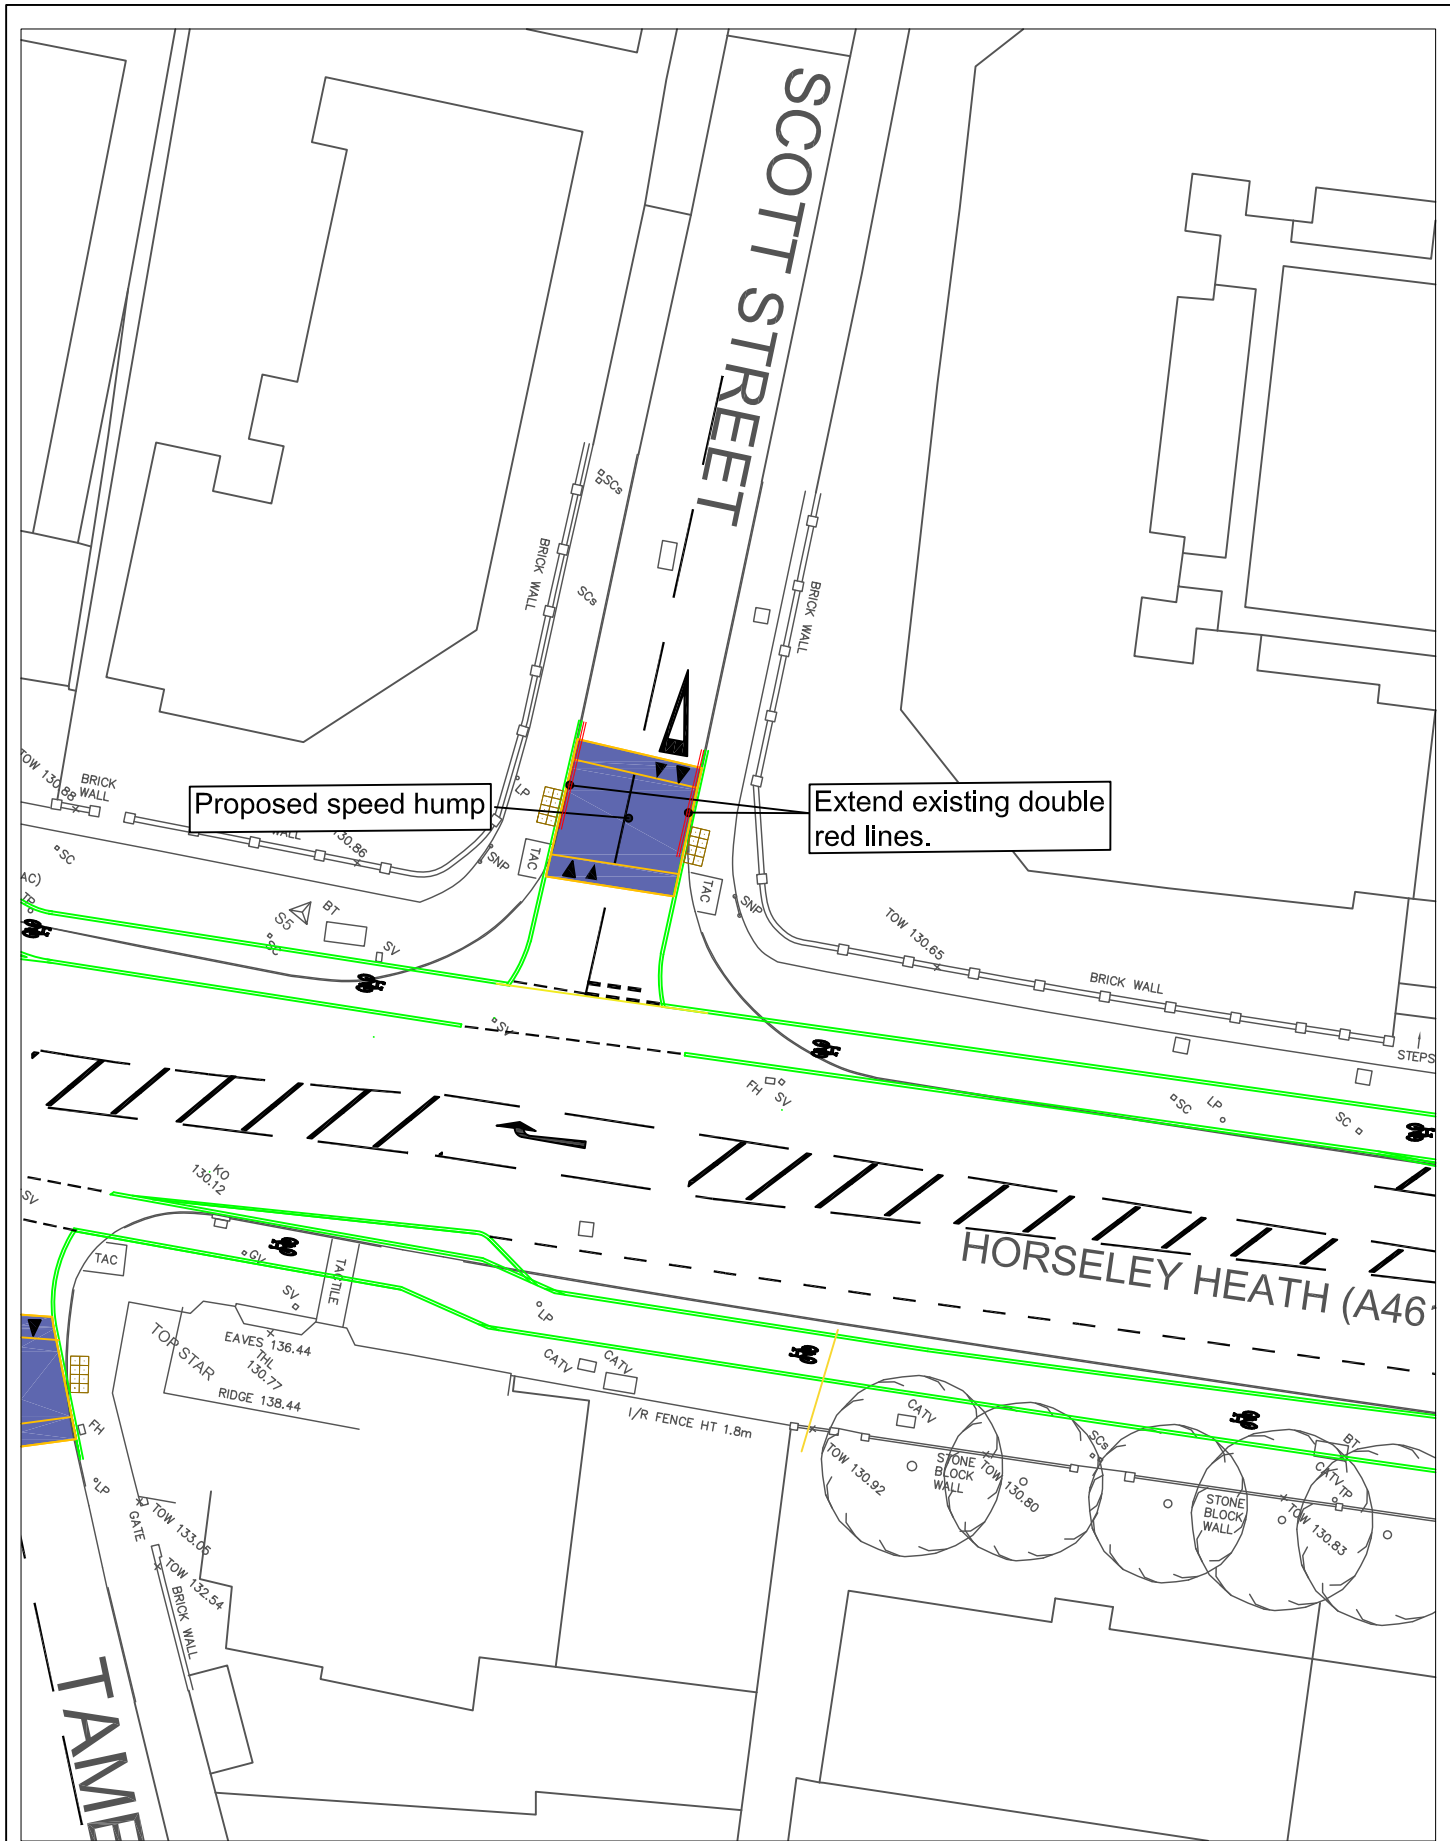 SCOTT STREET
SCs
BRICK WALL
SCs
BRICK WALL
TOW 130.88
BRICK
WALL
LP
Proposed speed hump
Extend existing double
red lines.
WALL
130.86
SNP
TAC
TAC
SNP
SC
AC)
TP
S5
BT
SC
SV
TOW 130.65
BRICK WALL
STEPS
SV
FH
SV
SC
LP
SC
KO
130.12
SV
TAC
GV
SV
TACTILE
HORSELEY HEATH (A461
LP
TOP STAR
EAVES 136.44
THL
130.77
RIDGE 138.44
CATV
CATV
I/R FENCE HT 1.8m
CATV
FH
TOW 130.92
STONE
BLOCK
WALL
TOW 130.80
SCs
BT
CATV
TP
STONE
BLOCK
WALL
TOW 130.83
LP
TOW 133.05
GATE
TOW 132.54
BRICK WALL
TAME